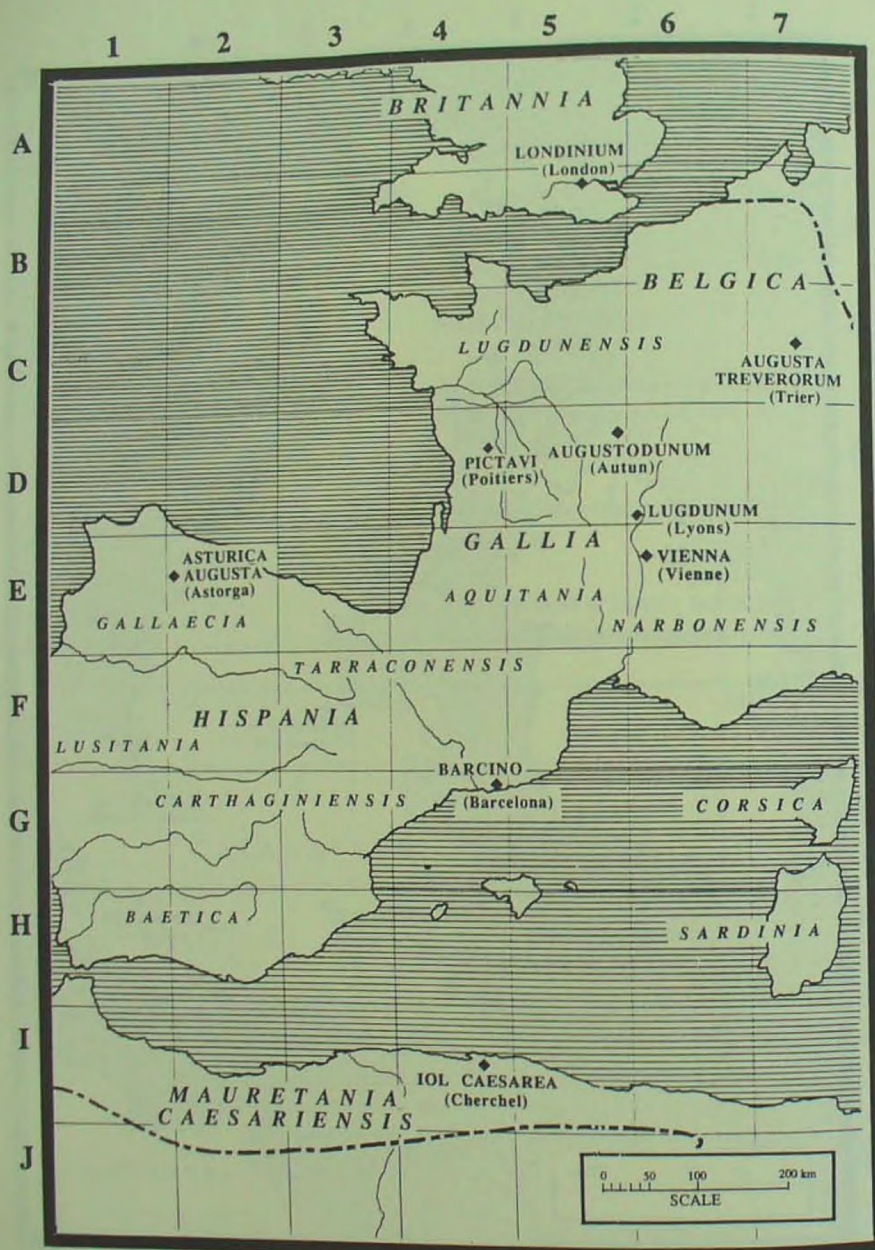 1 2 3 4 5 6 7
A
B
C
D
E
F
G
H
I
J
BRITANNIA
LONDINIUM
(London)
BELGICA
LUGDUNENSIS
AUGUSTA
TREVERORUM
(Trier)
PICTAVI
(Poitiers)
AUGUSTODUNUM
(Autun)
LUGDUNUM
(Lyons)
GALLIA
VIENNA
(Vienne)
ASTURICA
AUGUSTA
(Astorga)
AQUITANIA
GALLAECIA
NARBONENSIS
TARRACONENSIS
HISPANIA
LUSITANIA
BARCINO
(Barcelona)
CARTHAGINIENSIS
CORSICA
BAETICA
SARDINIA
IOL CAESAREA
(Cherchel)
MAURETANIA
CAESARIENSIS
0 50 100 200 km
SCALE